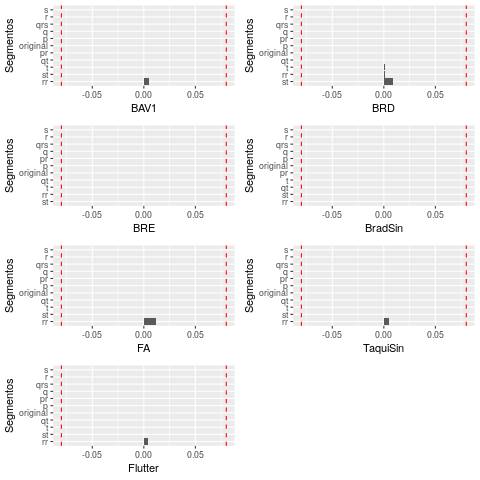 Segmentos
s
r
qrs
q
pr
p
original
pr
qt
t
st
rr
-0.05
0.00
0.05
BAV1
Segmentos
s
r
qrs
q
pr
p
original
qt
t
st
rr
-0.05
0.00
0.05
BRD
Segmentos
s
r
qrs
q
pr
p
original
qt
t
st
rr
-0.05
0.00
0.05
BRE
Segmentos
s
r
qrs
q
p
original
pr
t
qt
st
rr
-0.05
0.00
0.05
BradSin
Segmentos
s
r
qrs
q
pr
p
original
qt
t
st
rr
-0.05
0.00
0.05
FA
Segmentos
s
r
qrs
q
pr
p
original
qt
t
st
rr
-0.05
0.00
0.05
TaquiSin
Segmentos
s
r
qrs
q
pr
p
original
qt
t
st
rr
-0.05
0.00
0.05
Flutter